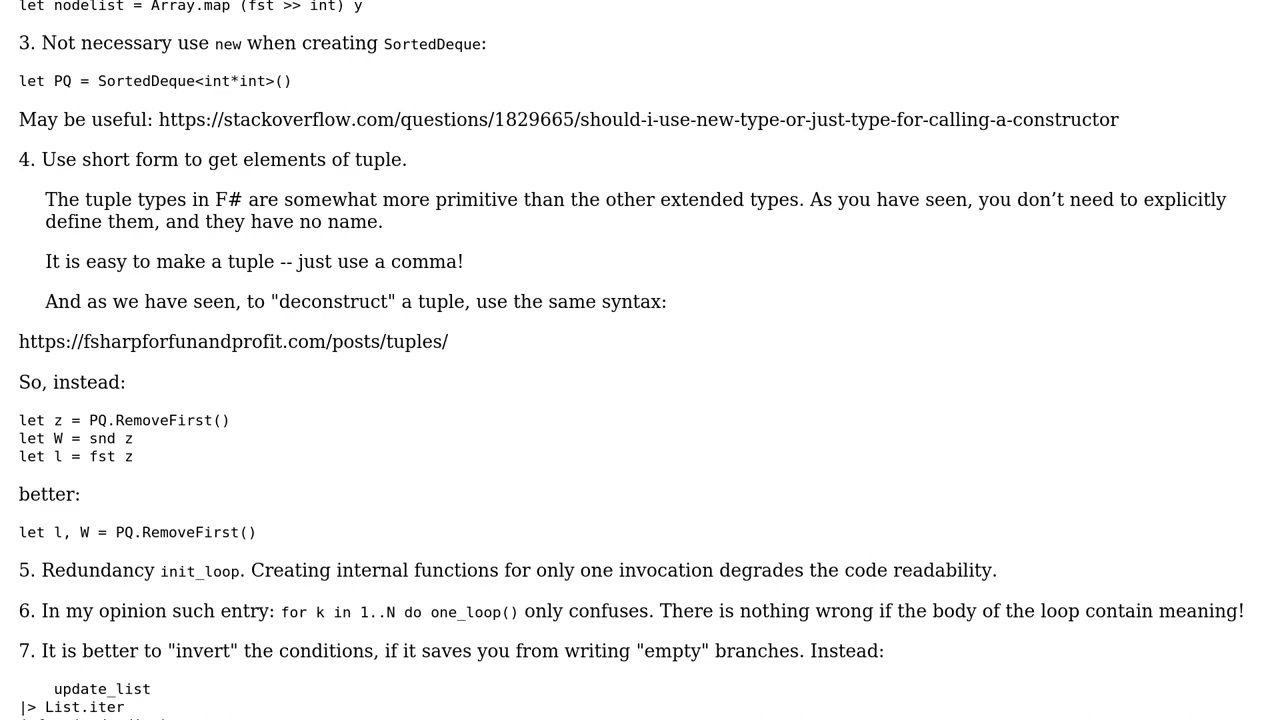 let nodelist = Array.map (fst >> int) y
3. Not necessary use new when creating SortedDeque:
let PQ = SortedDeque<int*int>()
May be useful: https://stackoverflow.com/questions/1829665/should-i-use-new-type-or-just-type-for-calling-a-constructor
4. Use short form to get elements of tuple.
The tuple types in F# are somewhat more primitive than the other extended types. As you have seen, you don’t need to explicitly
define them, and they have no name.
It is easy to make a tuple -- just use a comma!
And as we have seen, to "deconstruct" a tuple, use the same syntax:
https://fsharpforfunandprofit.com/posts/tuples/
So, instead:
let z = PQ.RemoveFirst()
let W = snd z
let l = fst z
better:
let l, W = PQ.RemoveFirst()
5. Redundancy init_loop. Creating internal functions for only one invocation degrades the code readability.
6. In my opinion such entry: for k in 1..N do one_loop() only confuses. There is nothing wrong if the body of the loop contain meaning!
7. It is better to "invert" the conditions, if it saves you from writing "empty" branches. Instead:
    update_list
|> List.iter